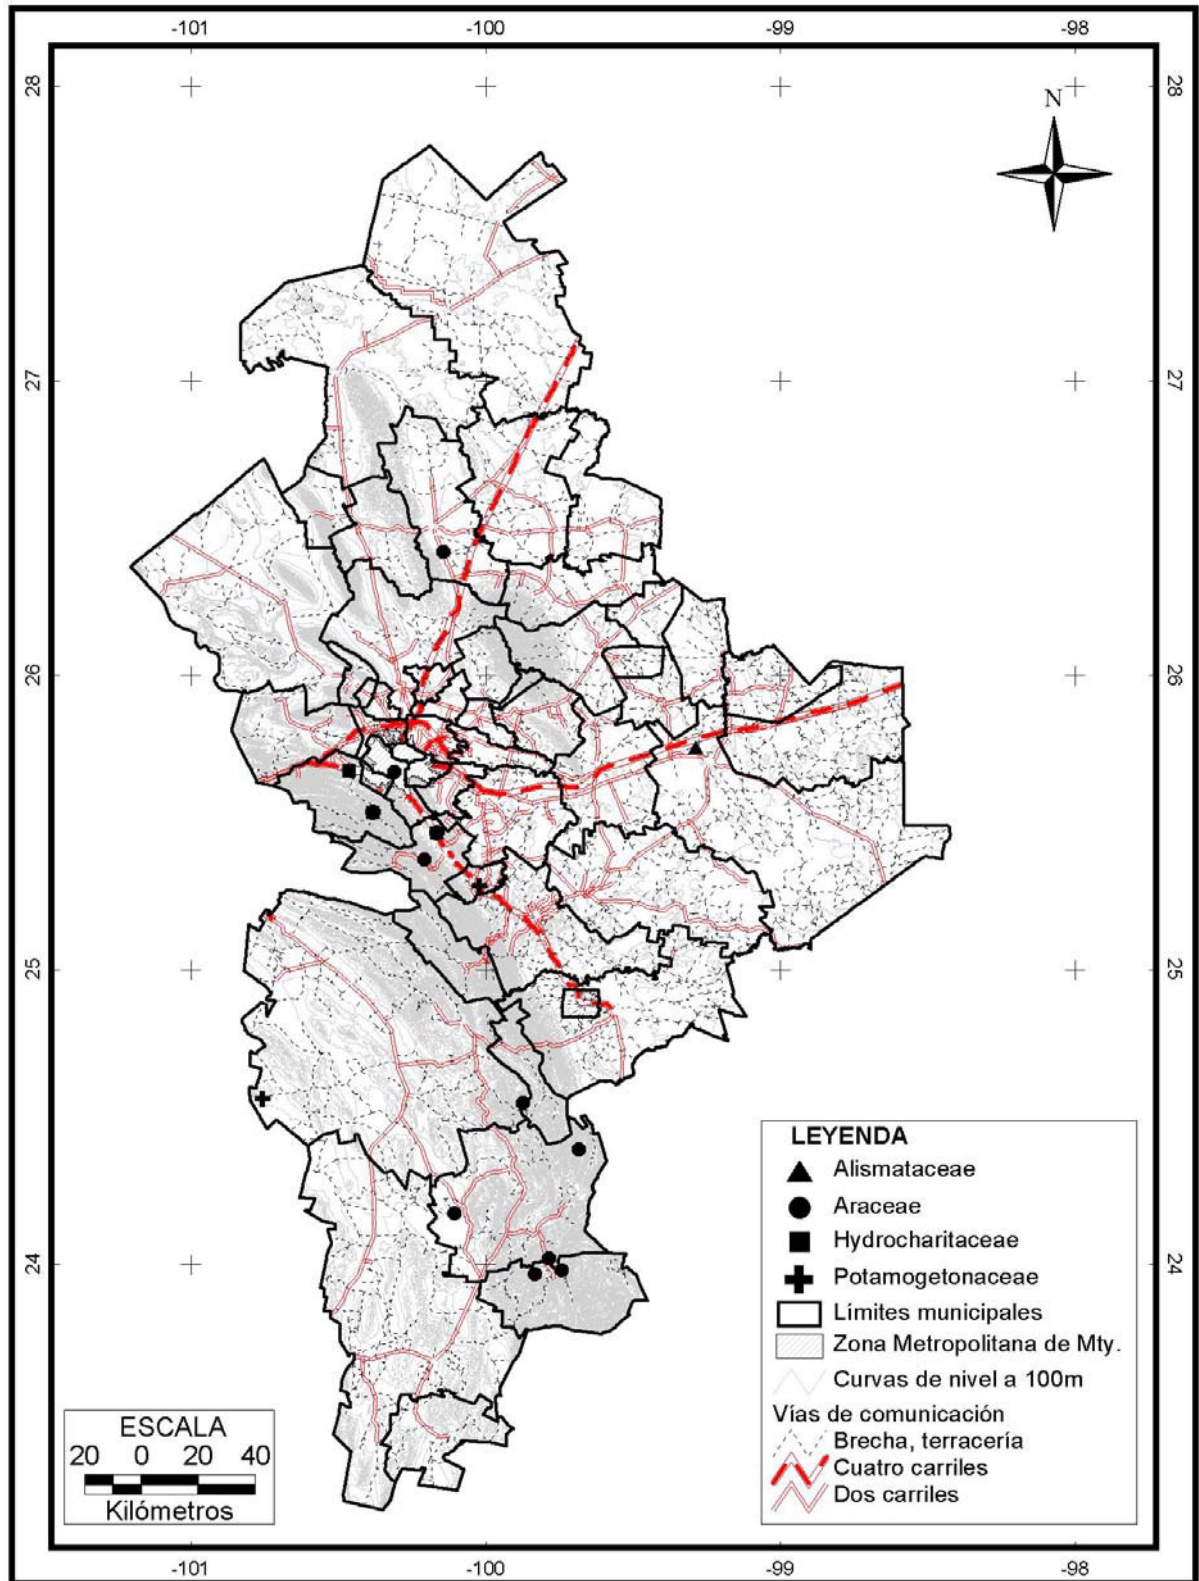 -101 -100 -99 -98
28 28
N
27 27
26 26
25 25
24 24
LEYENDA
Alismataceae
Araceae
Hydrocharitaceae
Potamogetonaceae
Límites municipales
Zona Metropolitana de Mty.
Curvas de nivel a 100m
Vías de comunicación
Brecha, terracería
Cuatro carriles
Dos carriles
ESCALA
20 0 20 40
Kilómetros
-101 -100 -99 -98